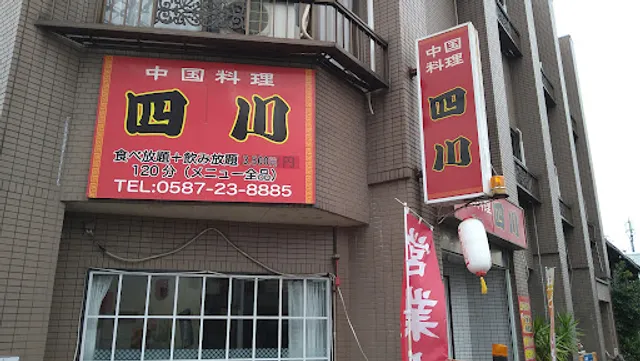 中国料理
四川
食べ放題+飲み放題
120分(メニュー全品)
TEL:0587-23-8885
中国
料理
四川
営業